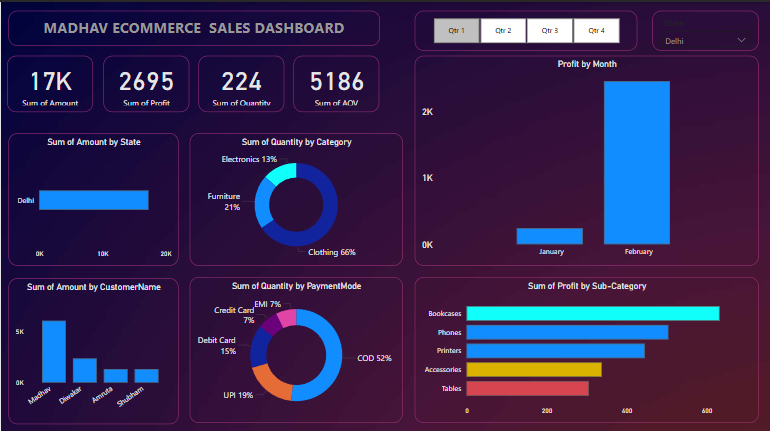 MADHAV ECOMMERCE SALES DASHBOARD
Qtr 1
Qtr 2
Qtr 3
Qtr 4
Delhi
17K
Sum of Amount
2695
Sum of Profit
224
Sum of Quantity
5186
Sum of AOV
Profit by Month
2K
1K
0K
January
February
Sum of Amount by State
Delhi
0K
10K
20K
Sum of Quantity by Category
Electronics 13%
Furniture
21%
Clothing 66%
Sum of Amount by CustomerName
5K
0K
Madhav
Diwakar
Amruta
Shubham
Sum of Quantity by PaymentMode
EMI 7%
Credit Card
7%
Debit Card
15%
COD 52%
UPI 19%
Sum of Profit by Sub-Category
Bookcases
Phones
Printers
Accessories
Tables
0
200
400
600